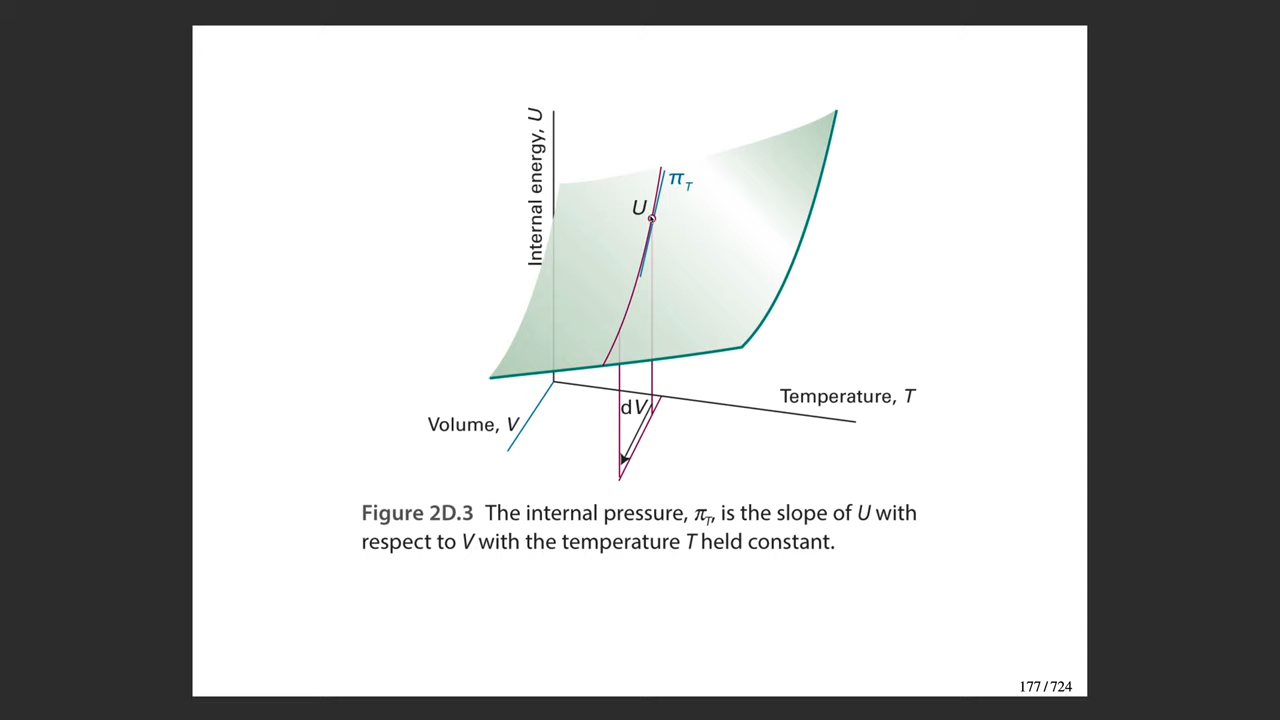 Internal energy, U
π_T
U
Temperature, T
dV
Volume, V
Figure 2D.3 The internal pressure, π_T, is the slope of U with
respect to V with the temperature T held constant.
177/724